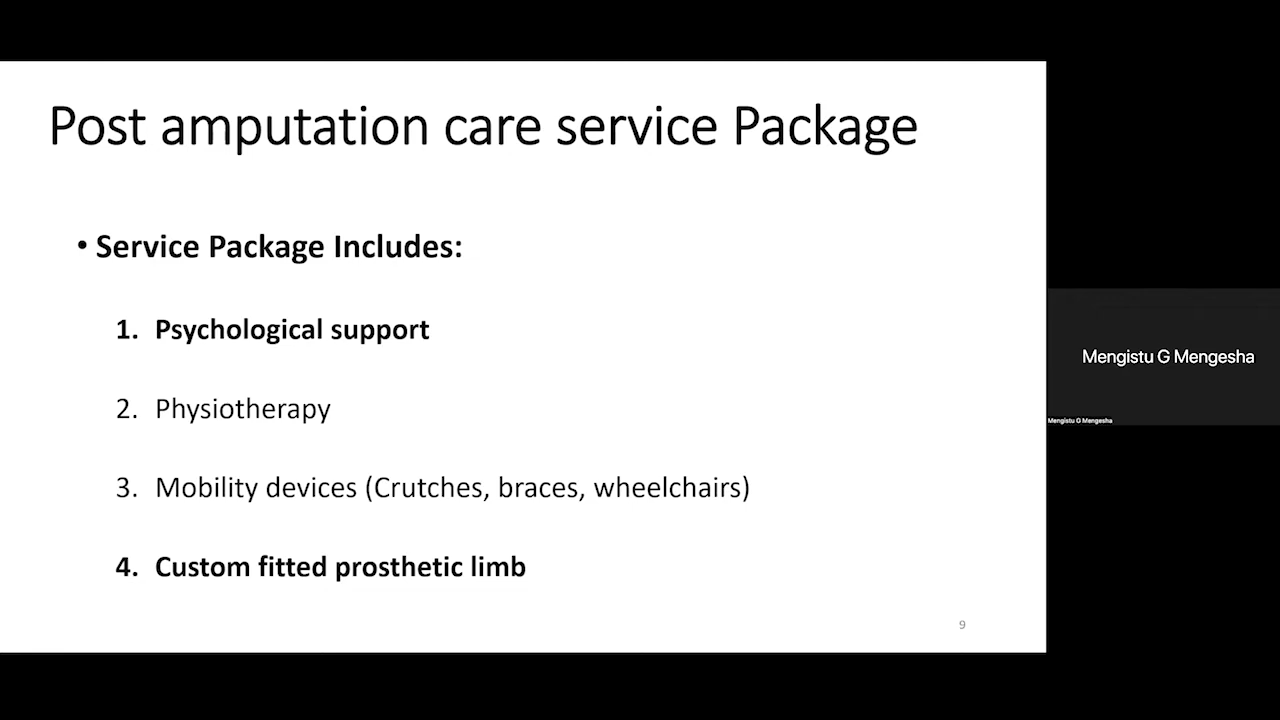 Post amputation care service Package
• Service Package Includes:
1. Psychological support
2. Physiotherapy
3. Mobility devices (Crutches, braces, wheelchairs)
4. Custom fitted prosthetic limb
9
Mengistu G Mengesha
Mengistu G Mengesha